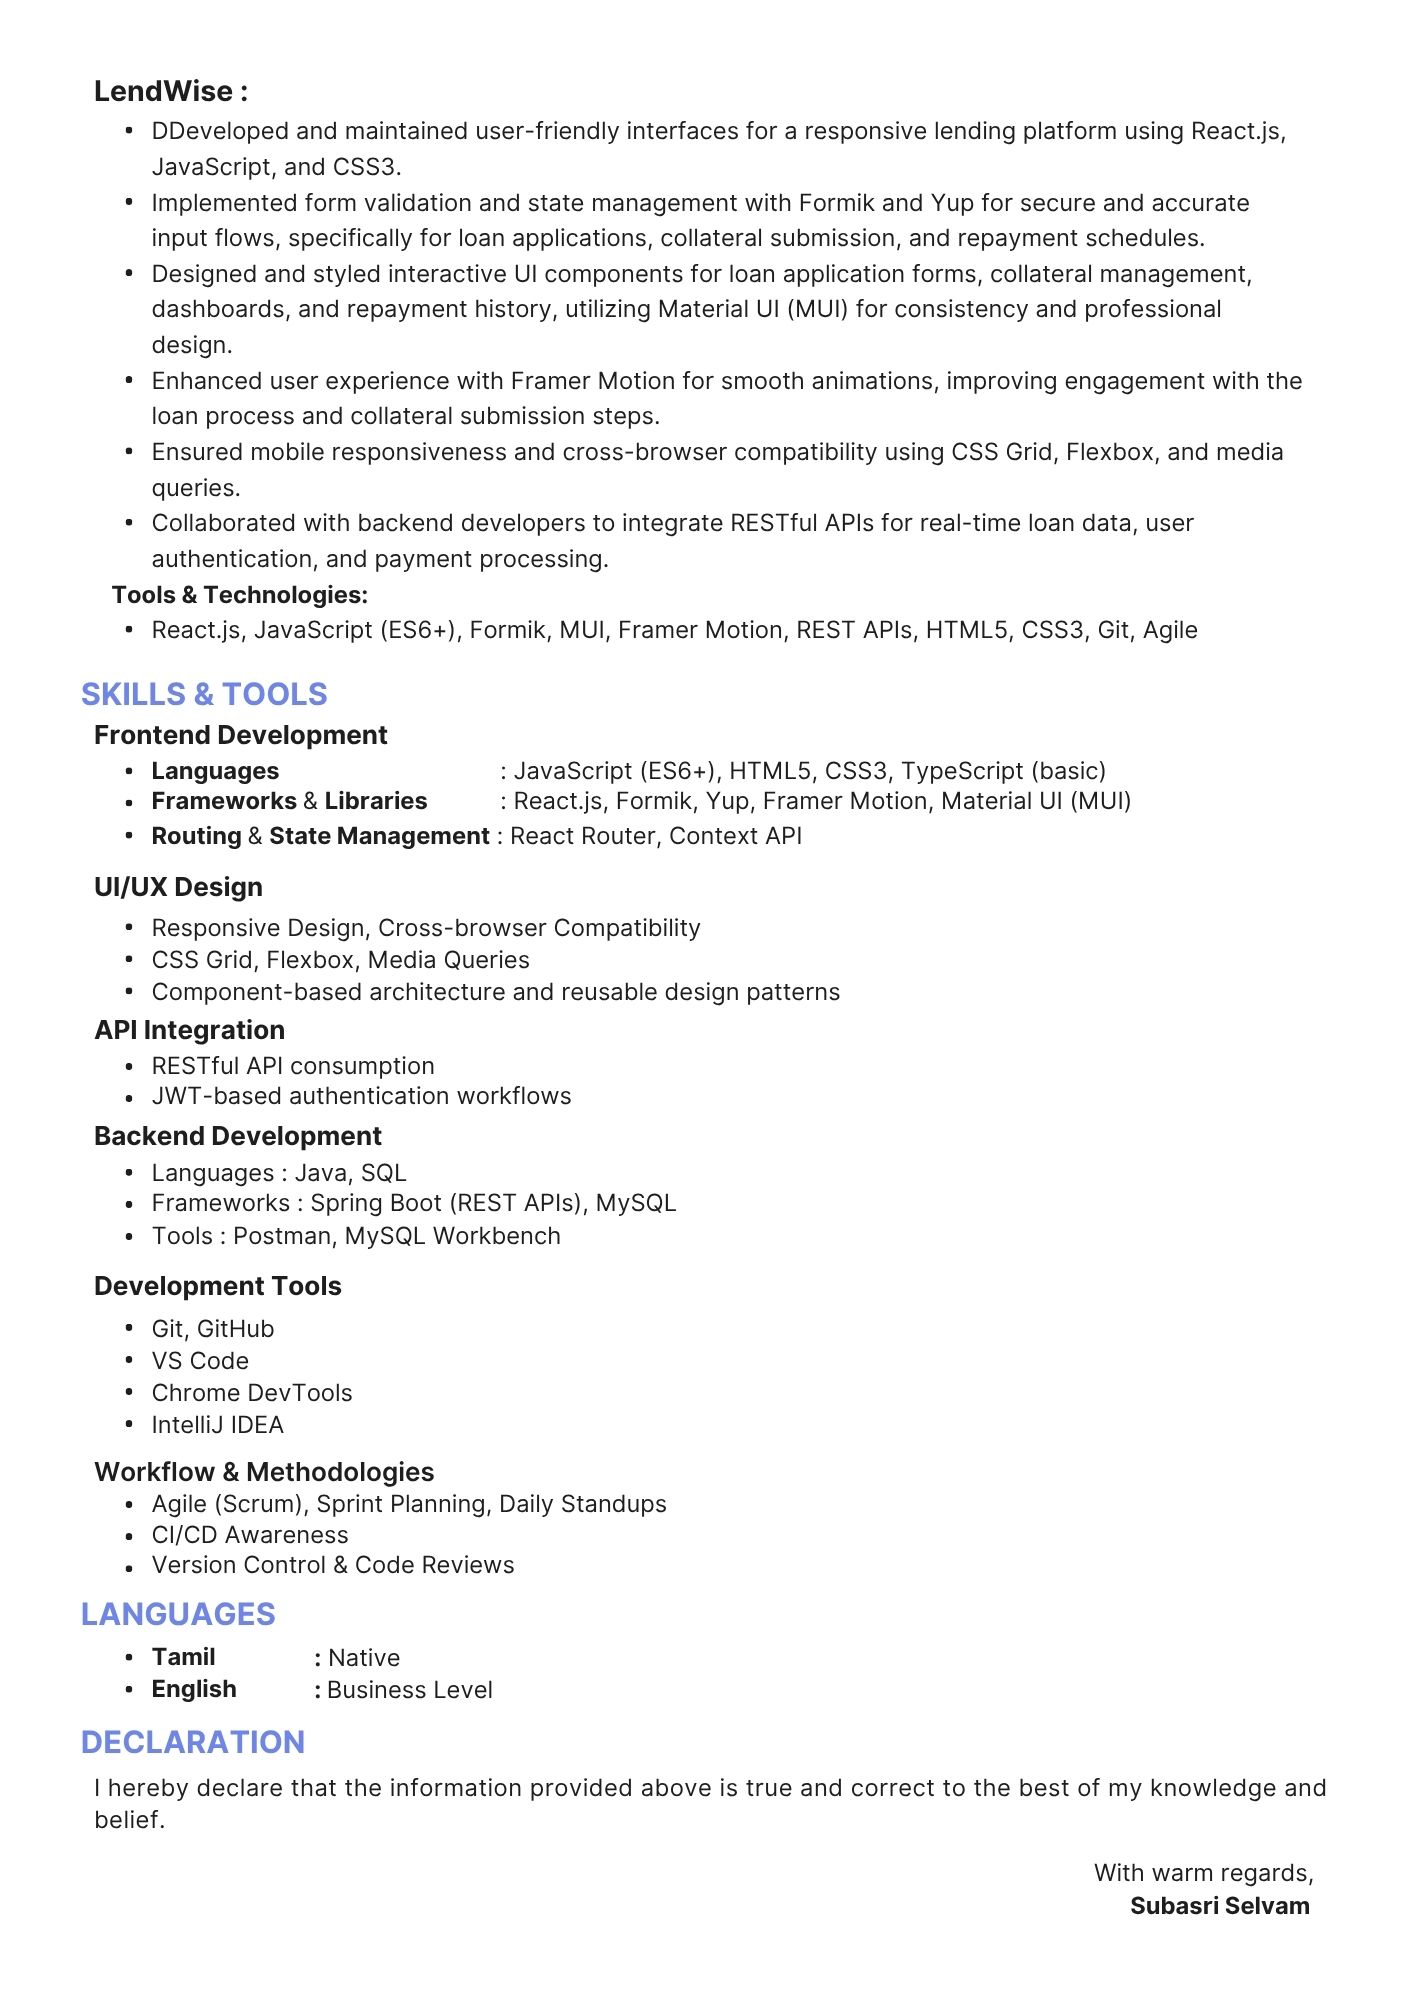 LendWise :
• DDeveloped and maintained user-friendly interfaces for a responsive lending platform using React.js,
JavaScript, and CSS3.
• Implemented form validation and state management with Formik and Yup for secure and accurate
input flows, specifically for loan applications, collateral submission, and repayment schedules.
• Designed and styled interactive UI components for loan application forms, collateral management,
dashboards, and repayment history, utilizing Material UI (MUI) for consistency and professional
design.
• Enhanced user experience with Framer Motion for smooth animations, improving engagement with the
loan process and collateral submission steps.
• Ensured mobile responsiveness and cross-browser compatibility using CSS Grid, Flexbox, and media
queries.
• Collaborated with backend developers to integrate RESTful APIs for real-time loan data, user
authentication, and payment processing.
Tools & Technologies:
• React.js, JavaScript (ES6+), Formik, MUI, Framer Motion, REST APIs, HTML5, CSS3, Git, Agile
SKILLS & TOOLS
Frontend Development
• Languages : JavaScript (ES6+), HTML5, CSS3, TypeScript (basic)
• Frameworks & Libraries : React.js, Formik, Yup, Framer Motion, Material UI (MUI)
• Routing & State Management : React Router, Context API
UI/UX Design
• Responsive Design, Cross-browser Compatibility
• CSS Grid, Flexbox, Media Queries
• Component-based architecture and reusable design patterns
API Integration
• RESTful API consumption
• JWT-based authentication workflows
Backend Development
• Languages : Java, SQL
• Frameworks : Spring Boot (REST APIs), MySQL
• Tools : Postman, MySQL Workbench
Development Tools
• Git, GitHub
• VS Code
• Chrome DevTools
• IntelliJ IDEA
Workflow & Methodologies
• Agile (Scrum), Sprint Planning, Daily Standups
• CI/CD Awareness
• Version Control & Code Reviews
LANGUAGES
• Tamil : Native
• English : Business Level
DECLARATION
I hereby declare that the information provided above is true and correct to the best of my knowledge and
belief.
With warm regards,
Subasri Selvam